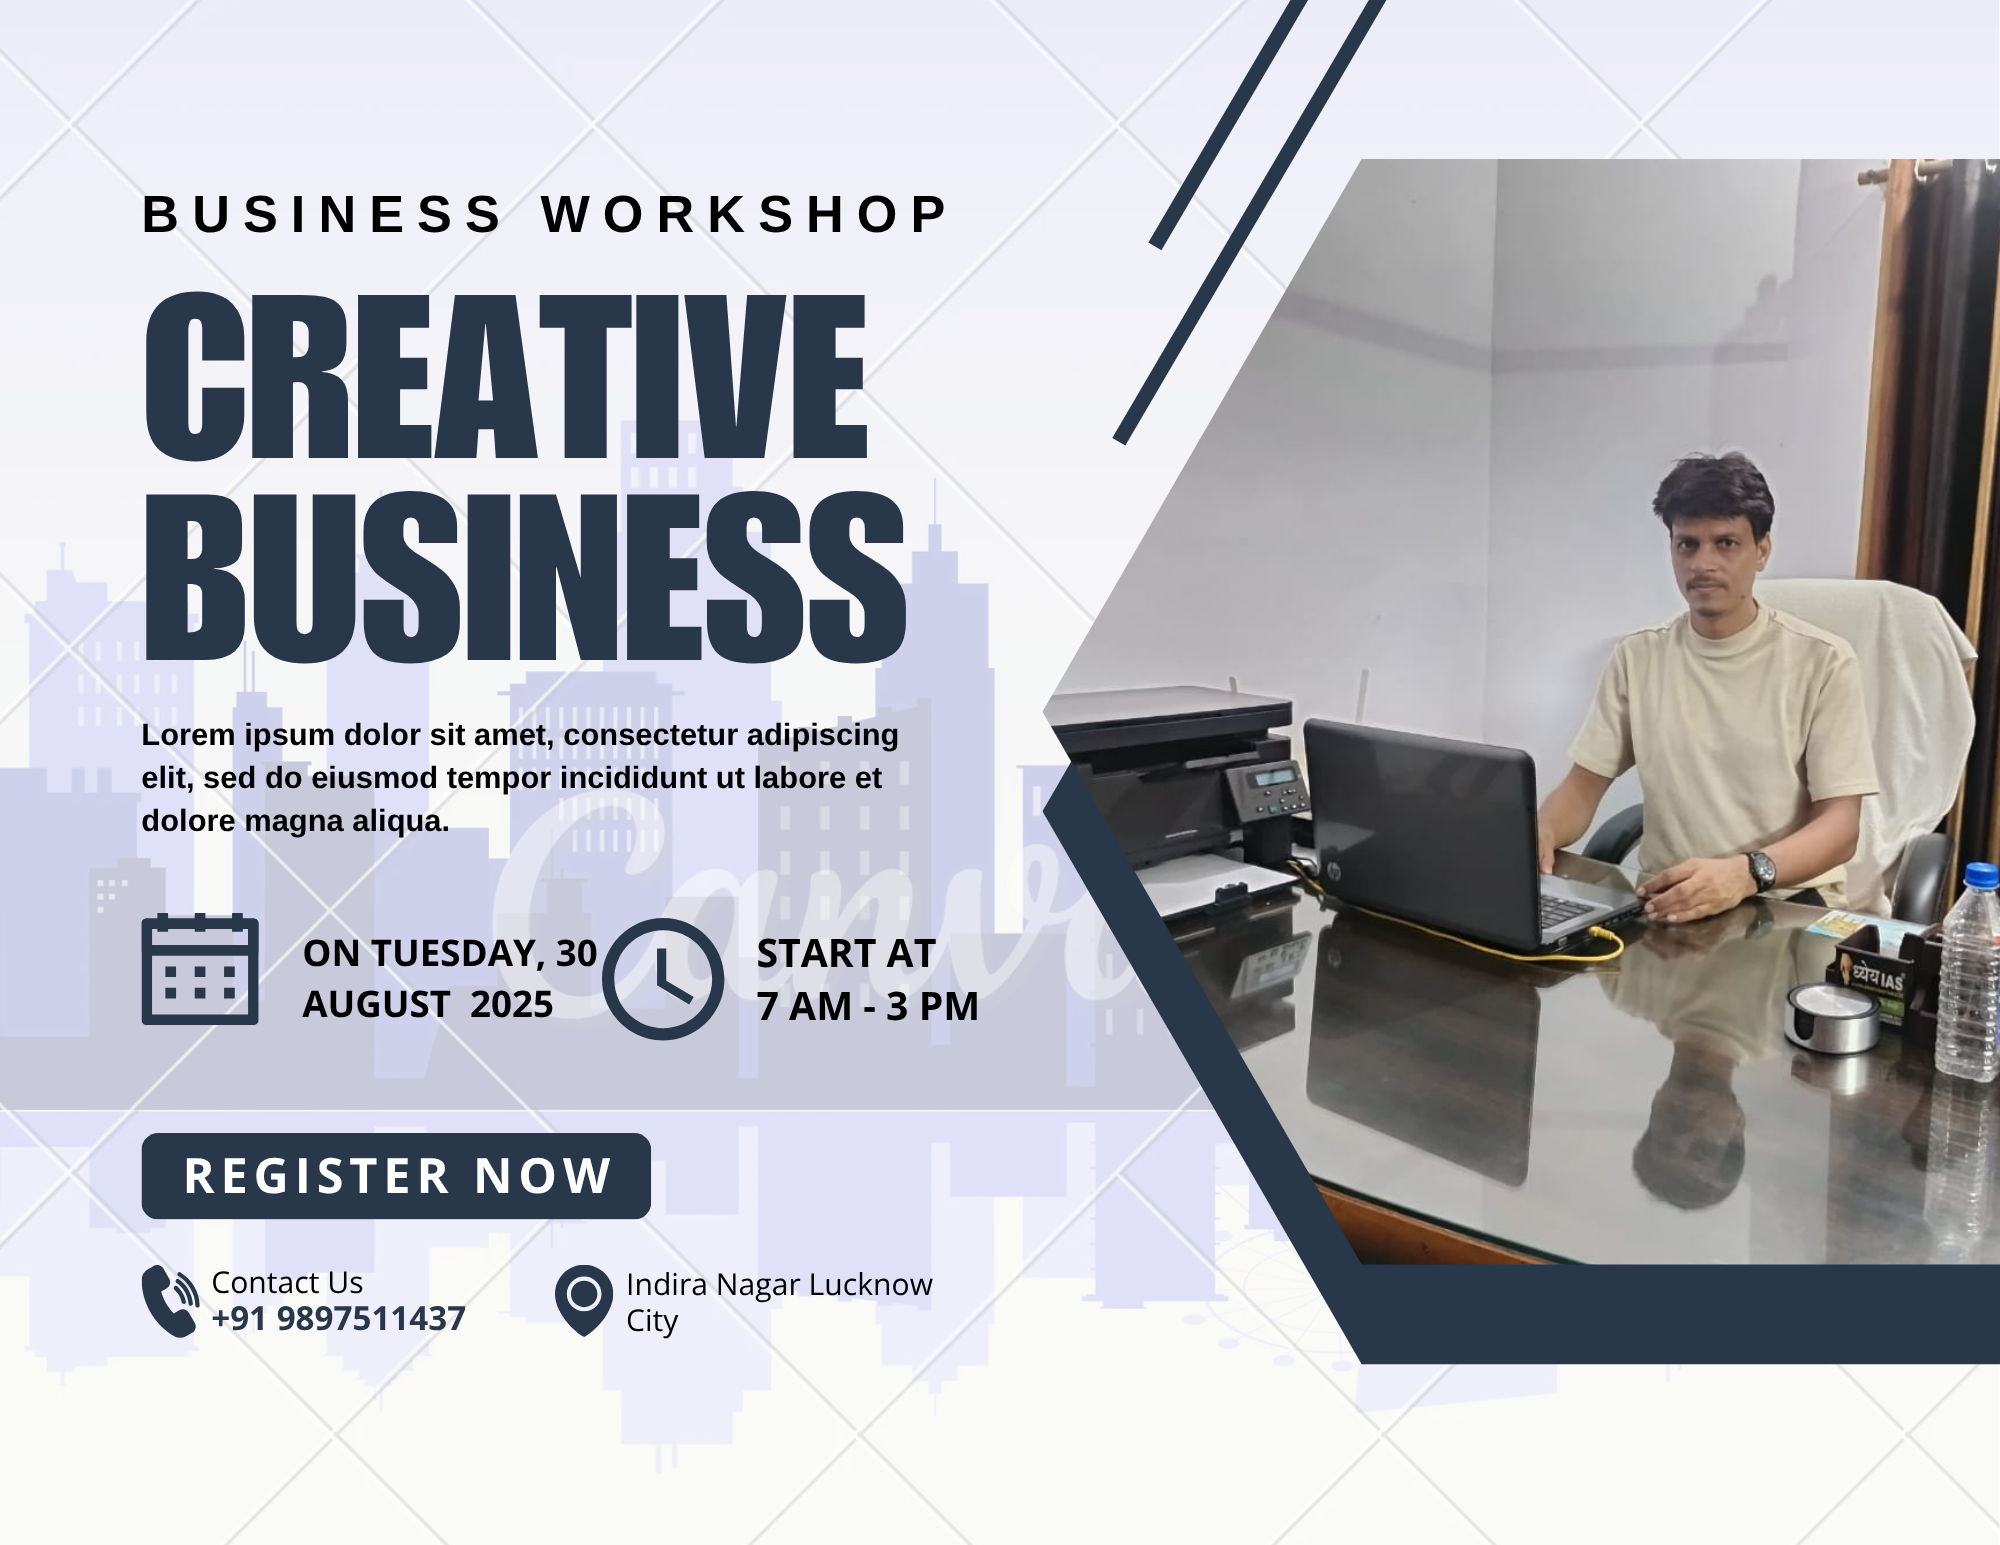 BUSINESS WORKSHOP
CREATIVE
BUSINESS
Lorem ipsum dolor sit amet, consectetur adipiscing
elit, sed do eiusmod tempor incididunt ut labore et
dolore magna aliqua.
ON TUESDAY, 30
AUGUST 2025
START AT
7 AM - 3 PM
REGISTER NOW
Contact Us
+91 9897511437
Indira Nagar Lucknow
City
Canva
hp
ध्येय IAS